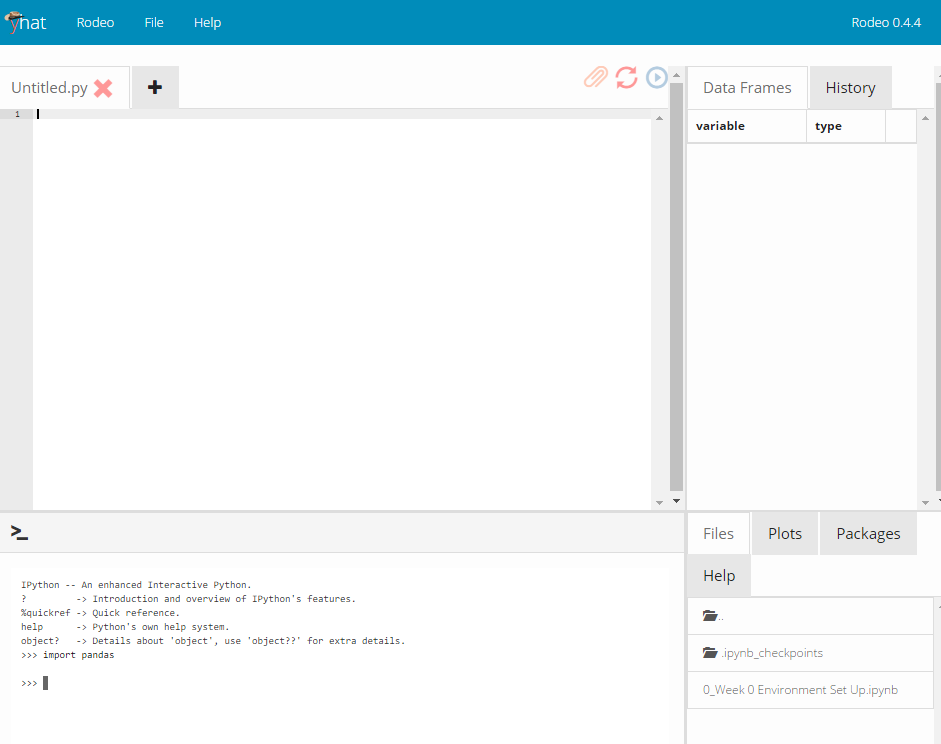 ynat Rodeo File Help Rodeo 0.4.4
Untitled.py
Data Frames History
variable type
1
>_
IPython -- An enhanced Interactive Python.
? -> Introduction and overview of IPython's features.
%quickref -> Quick reference.
help -> Python's own help system.
object? -> Details about 'object', use 'object??' for extra details.
>>> import pandas
>>>
Files Plots Packages
Help
..
.ipynb_checkpoints
0_Week 0 Environment Set Up.ipynb